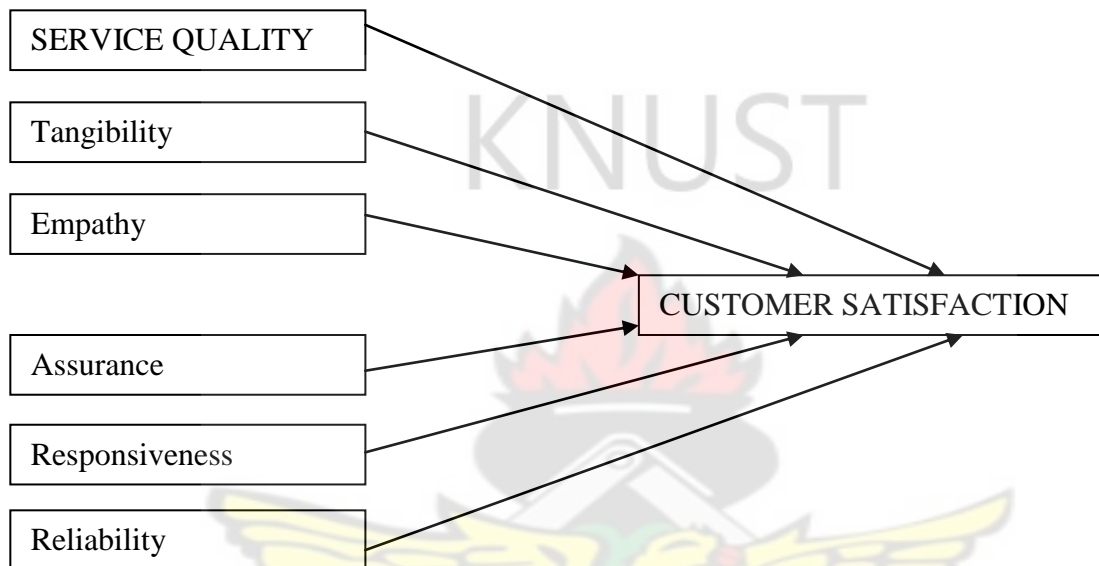 SERVICE QUALITY
KNUST
Tangibility
Empathy
CUSTOMER SATISFACTION
Assurance
Responsiveness
Reliability